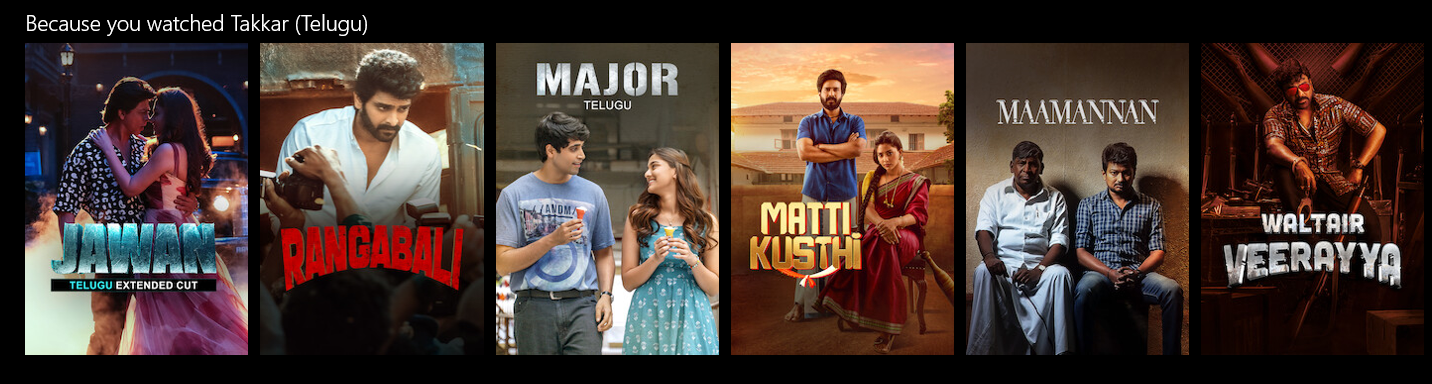 Because you watched Takkar (Telugu)
JAWAN
TELUGU EXTENDED CUT
RANGABALI
MAJOR
TELUGU
MATTI
KUSTHI
MAAMANNAN
WALTAIR
VEERAYYA